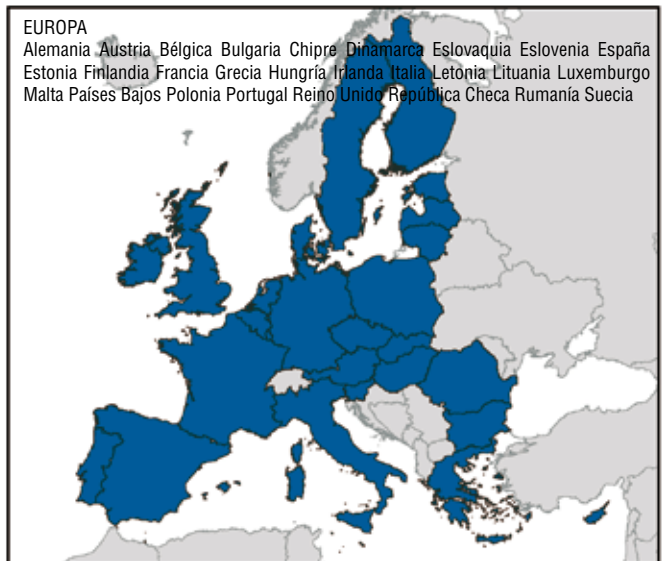 EUROPA
Alemania Austria Bélgica Bulgaria Chipre Dinamarca Eslovaquia Eslovenia España
Estonia Finlandia Francia Grecia Hungría Irlanda Italia Letonia Lituania Luxemburgo
Malta Países Bajos Polonia Portugal Reino Unido República Checa Rumanía Suecia